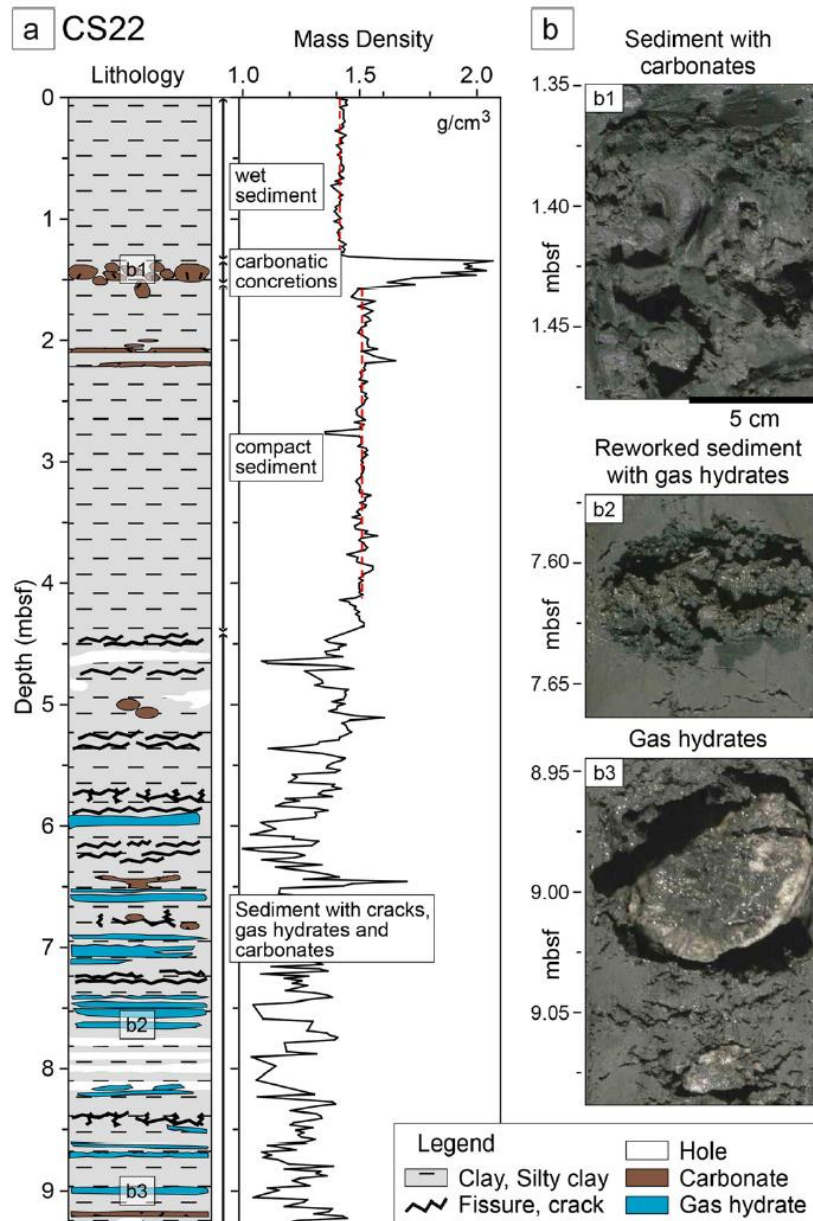 a CS22
Lithology
Mass Density
1.0 1.5 2.0
g/cm³
0
1
2
3
4
5
6
7
8
9
Depth (mbsf)
b1
b2
b3
wet
sediment
carbonatic
concretions
compact
sediment
Sediment with cracks,
gas hydrates and
carbonates
b
Sediment with
carbonates
b1
1.35
1.40
1.45
mbsf
5 cm
Reworked sediment
with gas hydrates
b2
7.60
7.65
mbsf
Gas hydrates
b3
8.95
9.00
9.05
mbsf
Legend
Clay, Silty clay
Fissure, crack
Hole
Carbonate
Gas hydrate